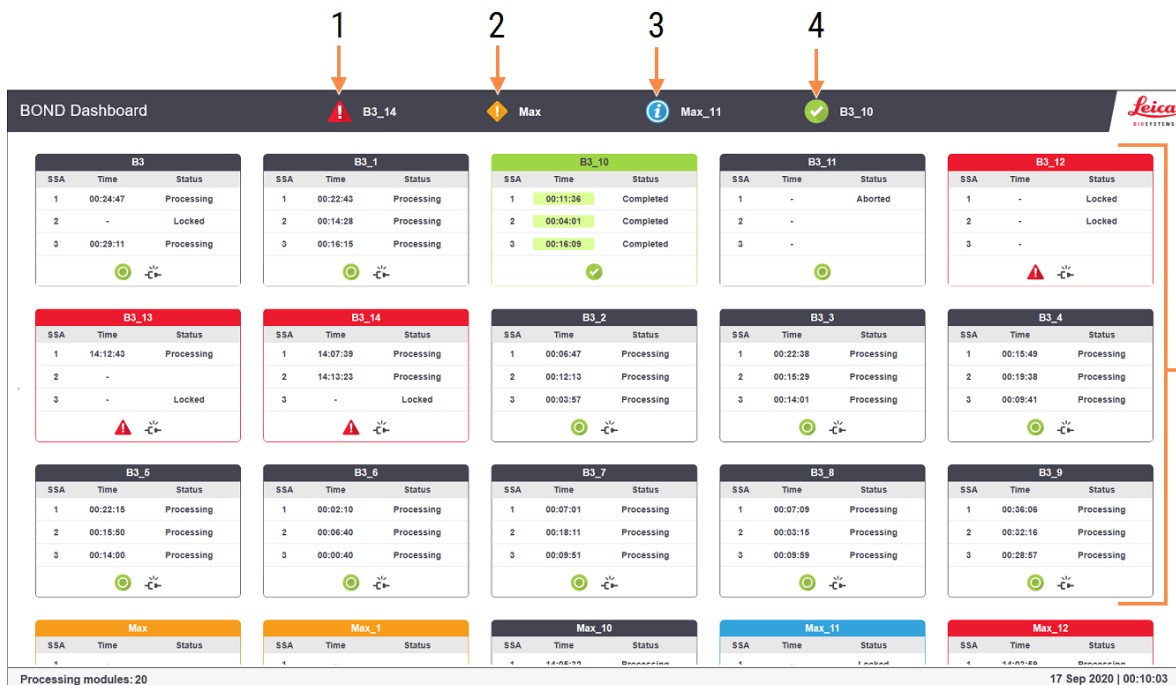 1 2 3 4
BOND Dashboard B3_14 Max Max_11 B3_10 Leica
BIOSYSTEMS
B3 B3_1 B3_10 B3_11 B3_12
SSA Time Status SSA Time Status SSA Time Status SSA Time Status SSA Time Status
1 00:24:47 Processing 1 00:22:43 Processing 1 00:11:36 Completed 1 - Aborted 1 - Locked
2 - Locked 2 00:14:28 Processing 2 00:04:01 Completed 2 - 2 - Locked
3 00:29:11 Processing 3 00:16:15 Processing 3 00:16:09 Completed 3 - 3 -
B3_13 B3_14 B3_2 B3_3 B3_4
SSA Time Status SSA Time Status SSA Time Status SSA Time Status SSA Time Status
1 14:12:43 Processing 1 14:07:39 Processing 1 00:06:47 Processing 1 00:22:38 Processing 1 00:15:49 Processing
2 - 2 14:13:23 Processing 2 00:12:13 Processing 2 00:15:29 Processing 2 00:19:38 Processing
3 - Locked 3 - Locked 3 00:03:57 Processing 3 00:14:01 Processing 3 00:09:41 Processing
B3_5 B3_6 B3_7 B3_8 B3_9
SSA Time Status SSA Time Status SSA Time Status SSA Time Status SSA Time Status
1 00:22:15 Processing 1 00:02:10 Processing 1 00:07:01 Processing 1 00:07:09 Processing 1 00:36:06 Processing
2 00:15:50 Processing 2 00:06:40 Processing 2 00:18:11 Processing 2 00:03:15 Processing 2 00:32:16 Processing
3 00:14:00 Processing 3 00:00:40 Processing 3 00:09:51 Processing 3 00:09:59 Processing 3 00:28:57 Processing
Max Max_1 Max_10 Max_11 Max_12
SSA Time Status SSA Time Status SSA Time Status SSA Time Status SSA Time Status
1 - 1 - 1 14:05:32 Processing 1 - Locked 1 14:02:59 Processing
Processing modules: 20 17 Sep 2020 | 00:10:03